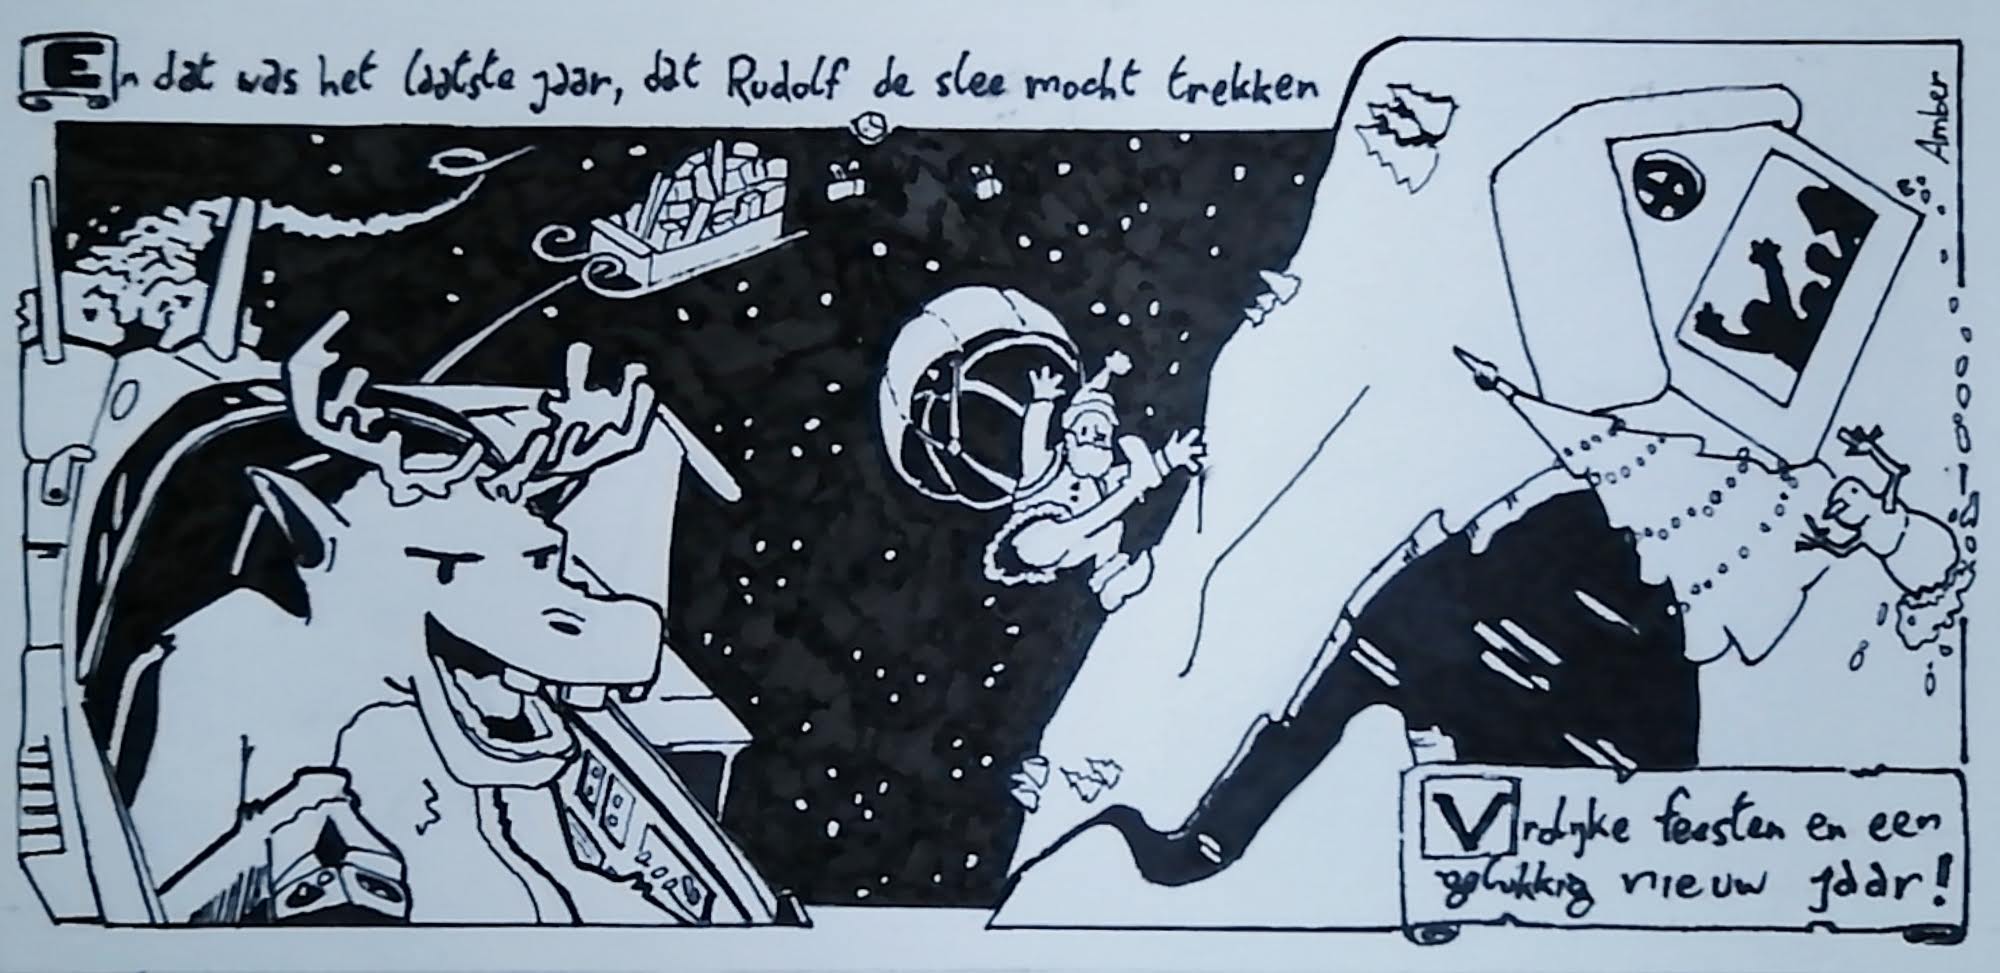 En dat was het laatste jaar, dat Rudolf de slee mocht trekken
Amber
Vrolijke feesten en een
gelukkig nieuw jaar!